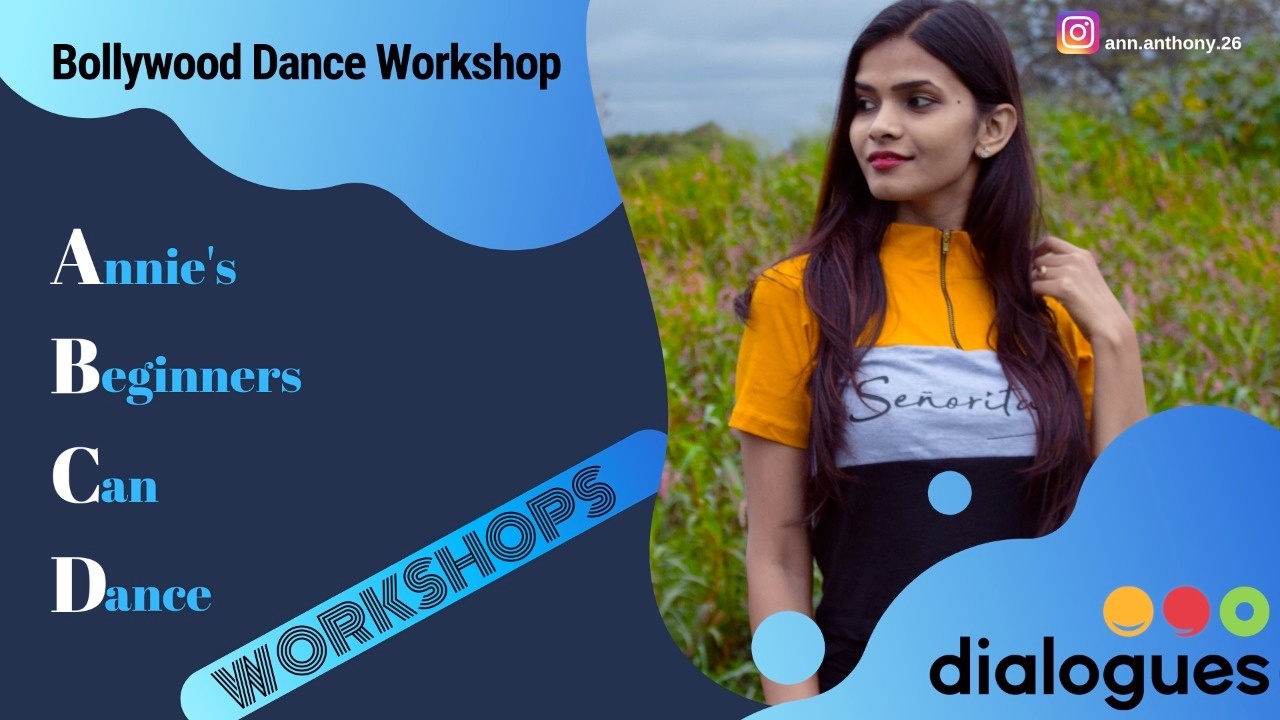 Bollywood Dance Workshop
ann.anthony.26
Annie's
Beginners
Can
Dance
WORKSHOPS
Señorita
dialogues